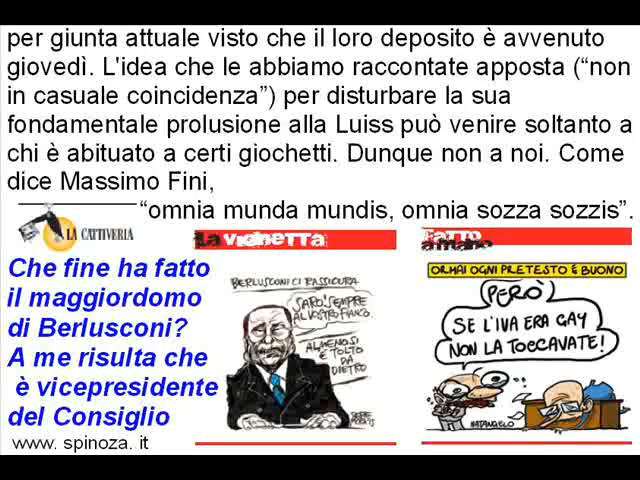 per giunta attuale visto che il loro deposito è avvenuto
giovedì. L'idea che le abbiamo raccontate apposta (“non
in casuale coincidenza”) per disturbare la sua
fondamentale prolusione alla Luiss può venire soltanto a
chi è abituato a certi giochetti. Dunque non a noi. Come
dice Massimo Fini,
“omnia munda mundis, omnia sozza sozzis”.
LA CATTIVERIA
Che fine ha fatto
il maggiordomo
di Berlusconi?
A me risulta che
è vicepresidente
del Consiglio
www. spinoza. it
La vignetta
BERLUSCONI CI RASSICURA
SARO' SEMPRE
AL VOSTRO FIANCO.
ALMENO SI
È TOLTO
DA
DIETRO
FATTO
a mano
ORMAI OGNI PRETESTO È BUONO
PERÒ
SE L'IVA ERA GAY
NON LA TOCCAVATE!
NATANGELO